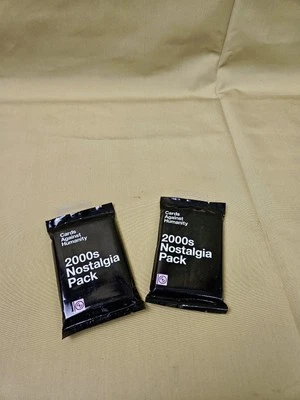 Cards
Against
Humanity
2000s
Nostalgia
Pack
Cards
Against
Humanity
2000s
Nostalgia
Pack